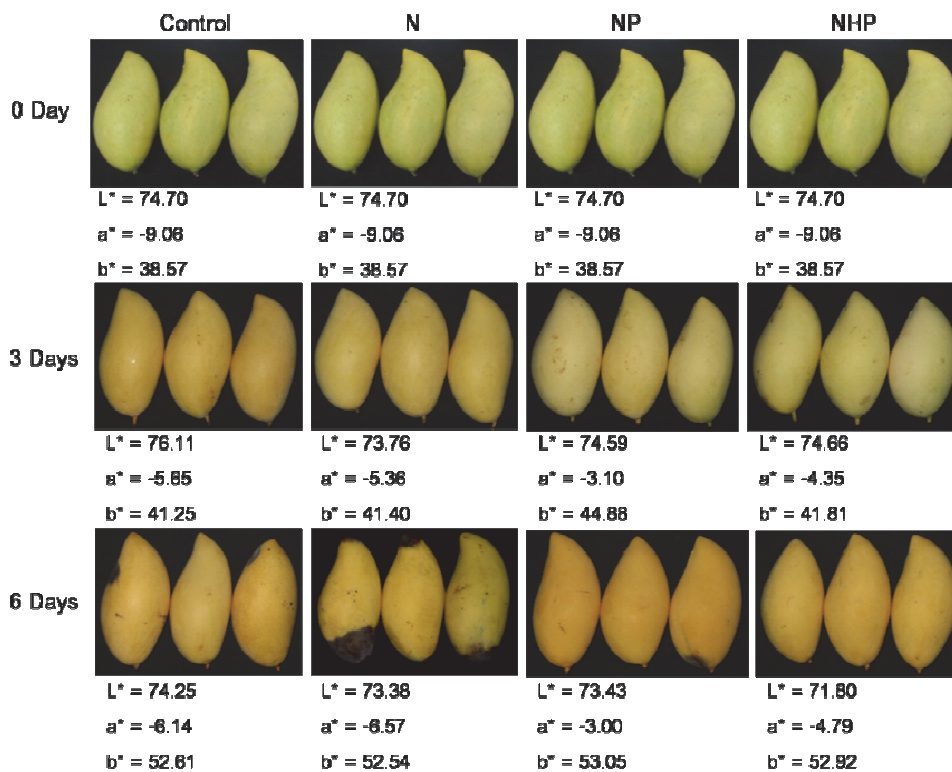 Control N NP NHP
0 Day
L* = 74.70 L* = 74.70 L* = 74.70 L* = 74.70
a* = -9.06 a* = -9.06 a* = -9.06 a* = -9.06
b* = 38.57 b* = 38.57 b* = 38.57 b* = 38.57
3 Days
L* = 76.11 L* = 73.76 L* = 74.59 L* = 74.66
a* = -5.65 a* = -5.36 a* = -3.10 a* = -4.35
b* = 41.25 b* = 41.40 b* = 44.68 b* = 41.81
6 Days
L* = 74.25 L* = 73.38 L* = 73.43 L* = 71.80
a* = -6.14 a* = -6.57 a* = -3.00 a* = -4.79
b* = 52.61 b* = 52.54 b* = 53.05 b* = 52.92